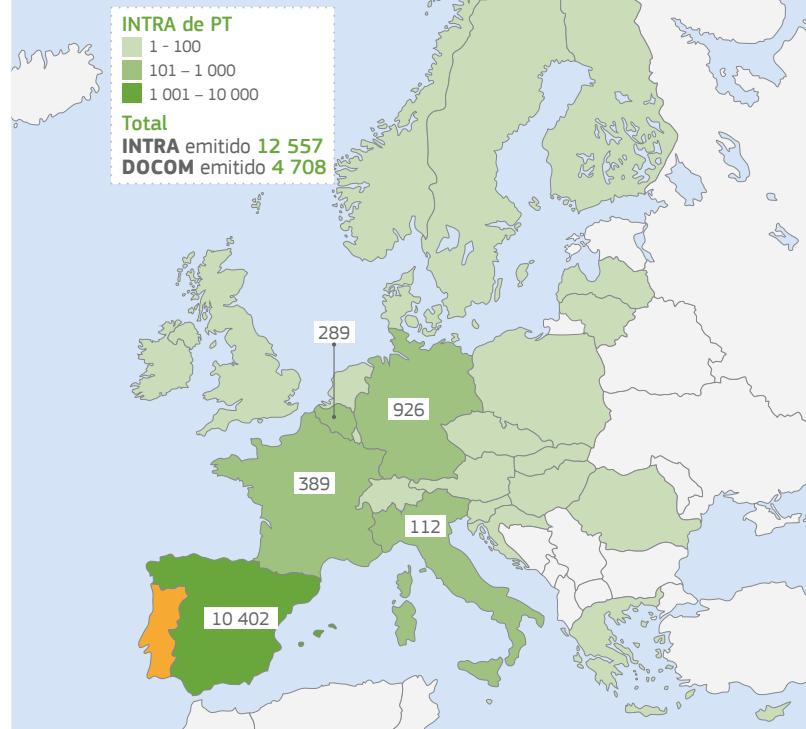 INTRA de PT
1 - 100
101 – 1 000
1 001 – 10 000
Total
INTRA emitido 12 557
DOCOM emitido 4 708
289
926
389
112
10 402